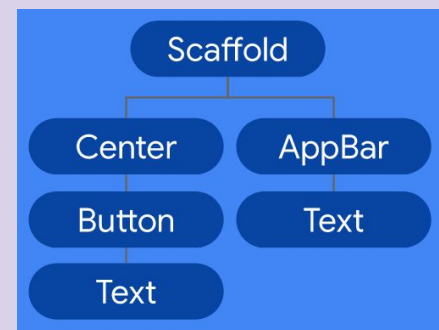 Scaffold
Center
AppBar
Button
Text
Text